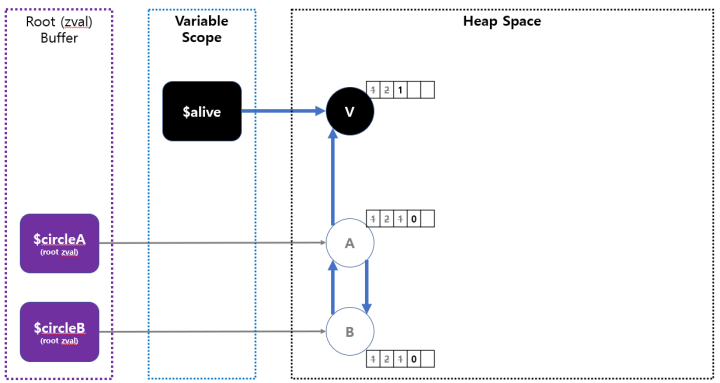 Root (zval)
Buffer
Variable
Scope
Heap Space
1 2 1
$alive
V
1 2 1 0
$circleA
(root zval)
A
$circleB
(root zval)
B
1 2 1 0